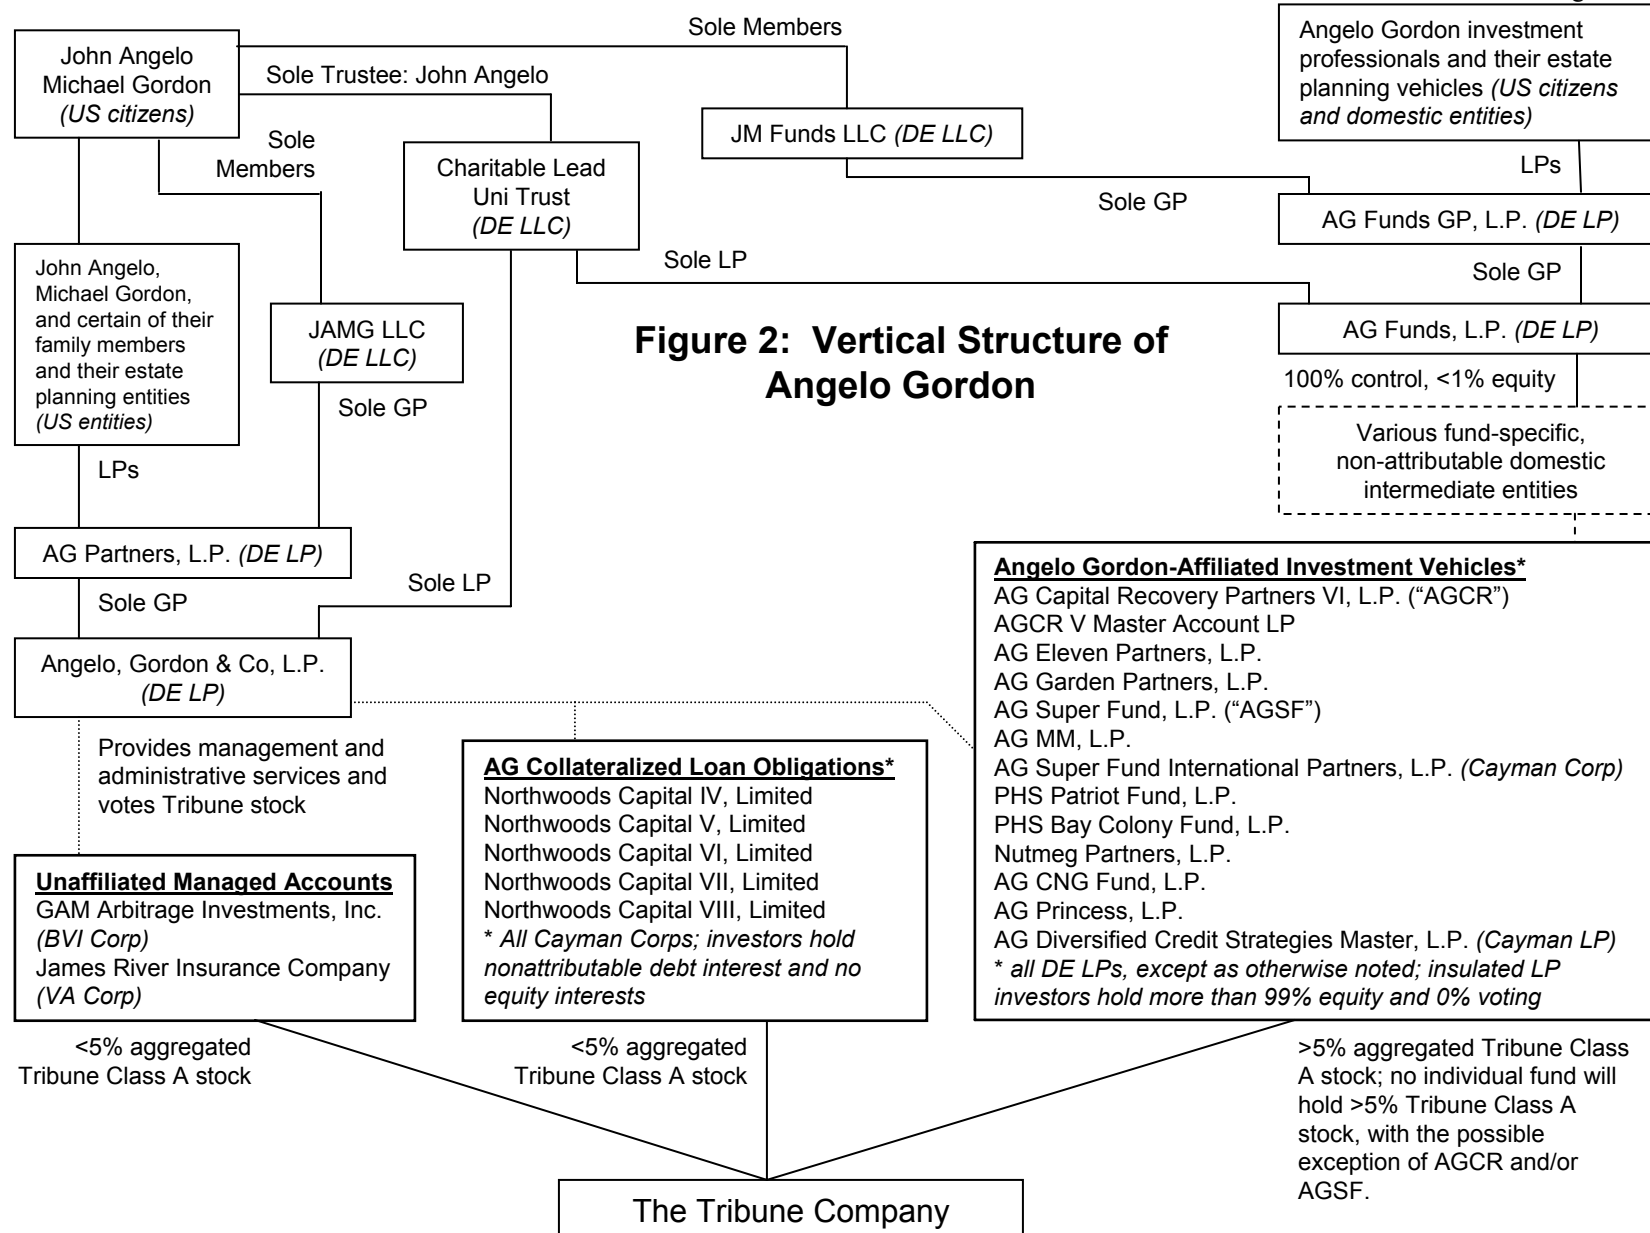 Sole Members
John Angelo
Michael Gordon
(US citizens)
Sole Trustee: John Angelo
Angelo Gordon investment
professionals and their estate
planning vehicles (US citizens
and domestic entities)
JM Funds LLC (DE LLC)
Sole
Members
Charitable Lead
Uni Trust
(DE LLC)
LPs
Sole GP
AG Funds GP, L.P. (DE LP)
Sole LP
Sole GP
John Angelo,
Michael Gordon,
and certain of their
family members
and their estate
planning entities
(US entities)
JAMG LLC
(DE LLC)
Figure 2: Vertical Structure of
Angelo Gordon
AG Funds, L.P. (DE LP)
100% control, <1% equity
Sole GP
Various fund-specific,
non-attributable domestic
intermediate entities
LPs
AG Partners, L.P. (DE LP)
Sole LP
Sole GP
Angelo, Gordon & Co, L.P.
(DE LP)
Provides management and
administrative services and
votes Tribune stock
Unaffiliated Managed Accounts
GAM Arbitrage Investments, Inc.
(BVI Corp)
James River Insurance Company
(VA Corp)
AG Collateralized Loan Obligations*
Northwoods Capital IV, Limited
Northwoods Capital V, Limited
Northwoods Capital VI, Limited
Northwoods Capital VII, Limited
Northwoods Capital VIII, Limited
* All Cayman Corps; investors hold
nonattributable debt interest and no
equity interests
Angelo Gordon-Affiliated Investment Vehicles*
AG Capital Recovery Partners VI, L.P. (“AGCR”)
AGCR V Master Account LP
AG Eleven Partners, L.P.
AG Garden Partners, L.P.
AG Super Fund, L.P. (“AGSF”)
AG MM, L.P.
AG Super Fund International Partners, L.P. (Cayman Corp)
PHS Patriot Fund, L.P.
PHS Bay Colony Fund, L.P.
Nutmeg Partners, L.P.
AG CNG Fund, L.P.
AG Princess, L.P.
AG Diversified Credit Strategies Master, L.P. (Cayman LP)
* all DE LPs, except as otherwise noted; insulated LP
investors hold more than 99% equity and 0% voting
<5% aggregated
Tribune Class A stock
<5% aggregated
Tribune Class A stock
>5% aggregated Tribune Class
A stock; no individual fund will
hold >5% Tribune Class A
stock, with the possible
exception of AGCR and/or
AGSF.
The Tribune Company